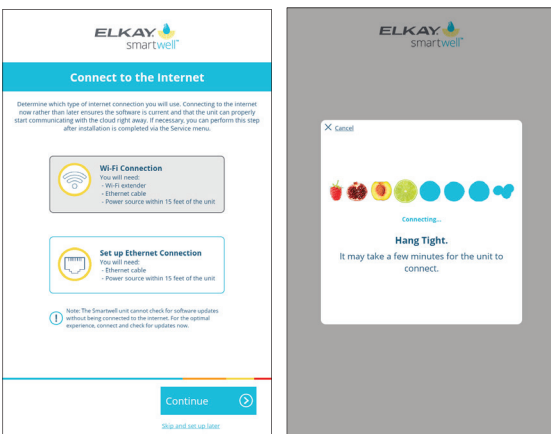 ELKAY
smartwell™
Connect to the Internet
Determine which type of internet connection you will use. Connecting to the internet
now rather than later ensures the software is current and that the unit can properly
start communicating with the cloud right away. If necessary, you can perform this step
after installation is completed via the Service menu.
Wi-Fi Connection
You will need:
- Wi-Fi extender
- Ethernet cable
- Power source within 15 feet of the unit
Set up Ethernet Connection
You will need:
- Ethernet cable
- Power source within 15 feet of the unit
Note: The Smartwell unit cannot check for software updates
without being connected to the internet. For the optimal
experience, connect and check for updates now.
Continue
Skip and set up later
ELKAY
smartwell™
Cancel
Connecting...
Hang Tight.
It may take a few minutes for the unit to
connect.